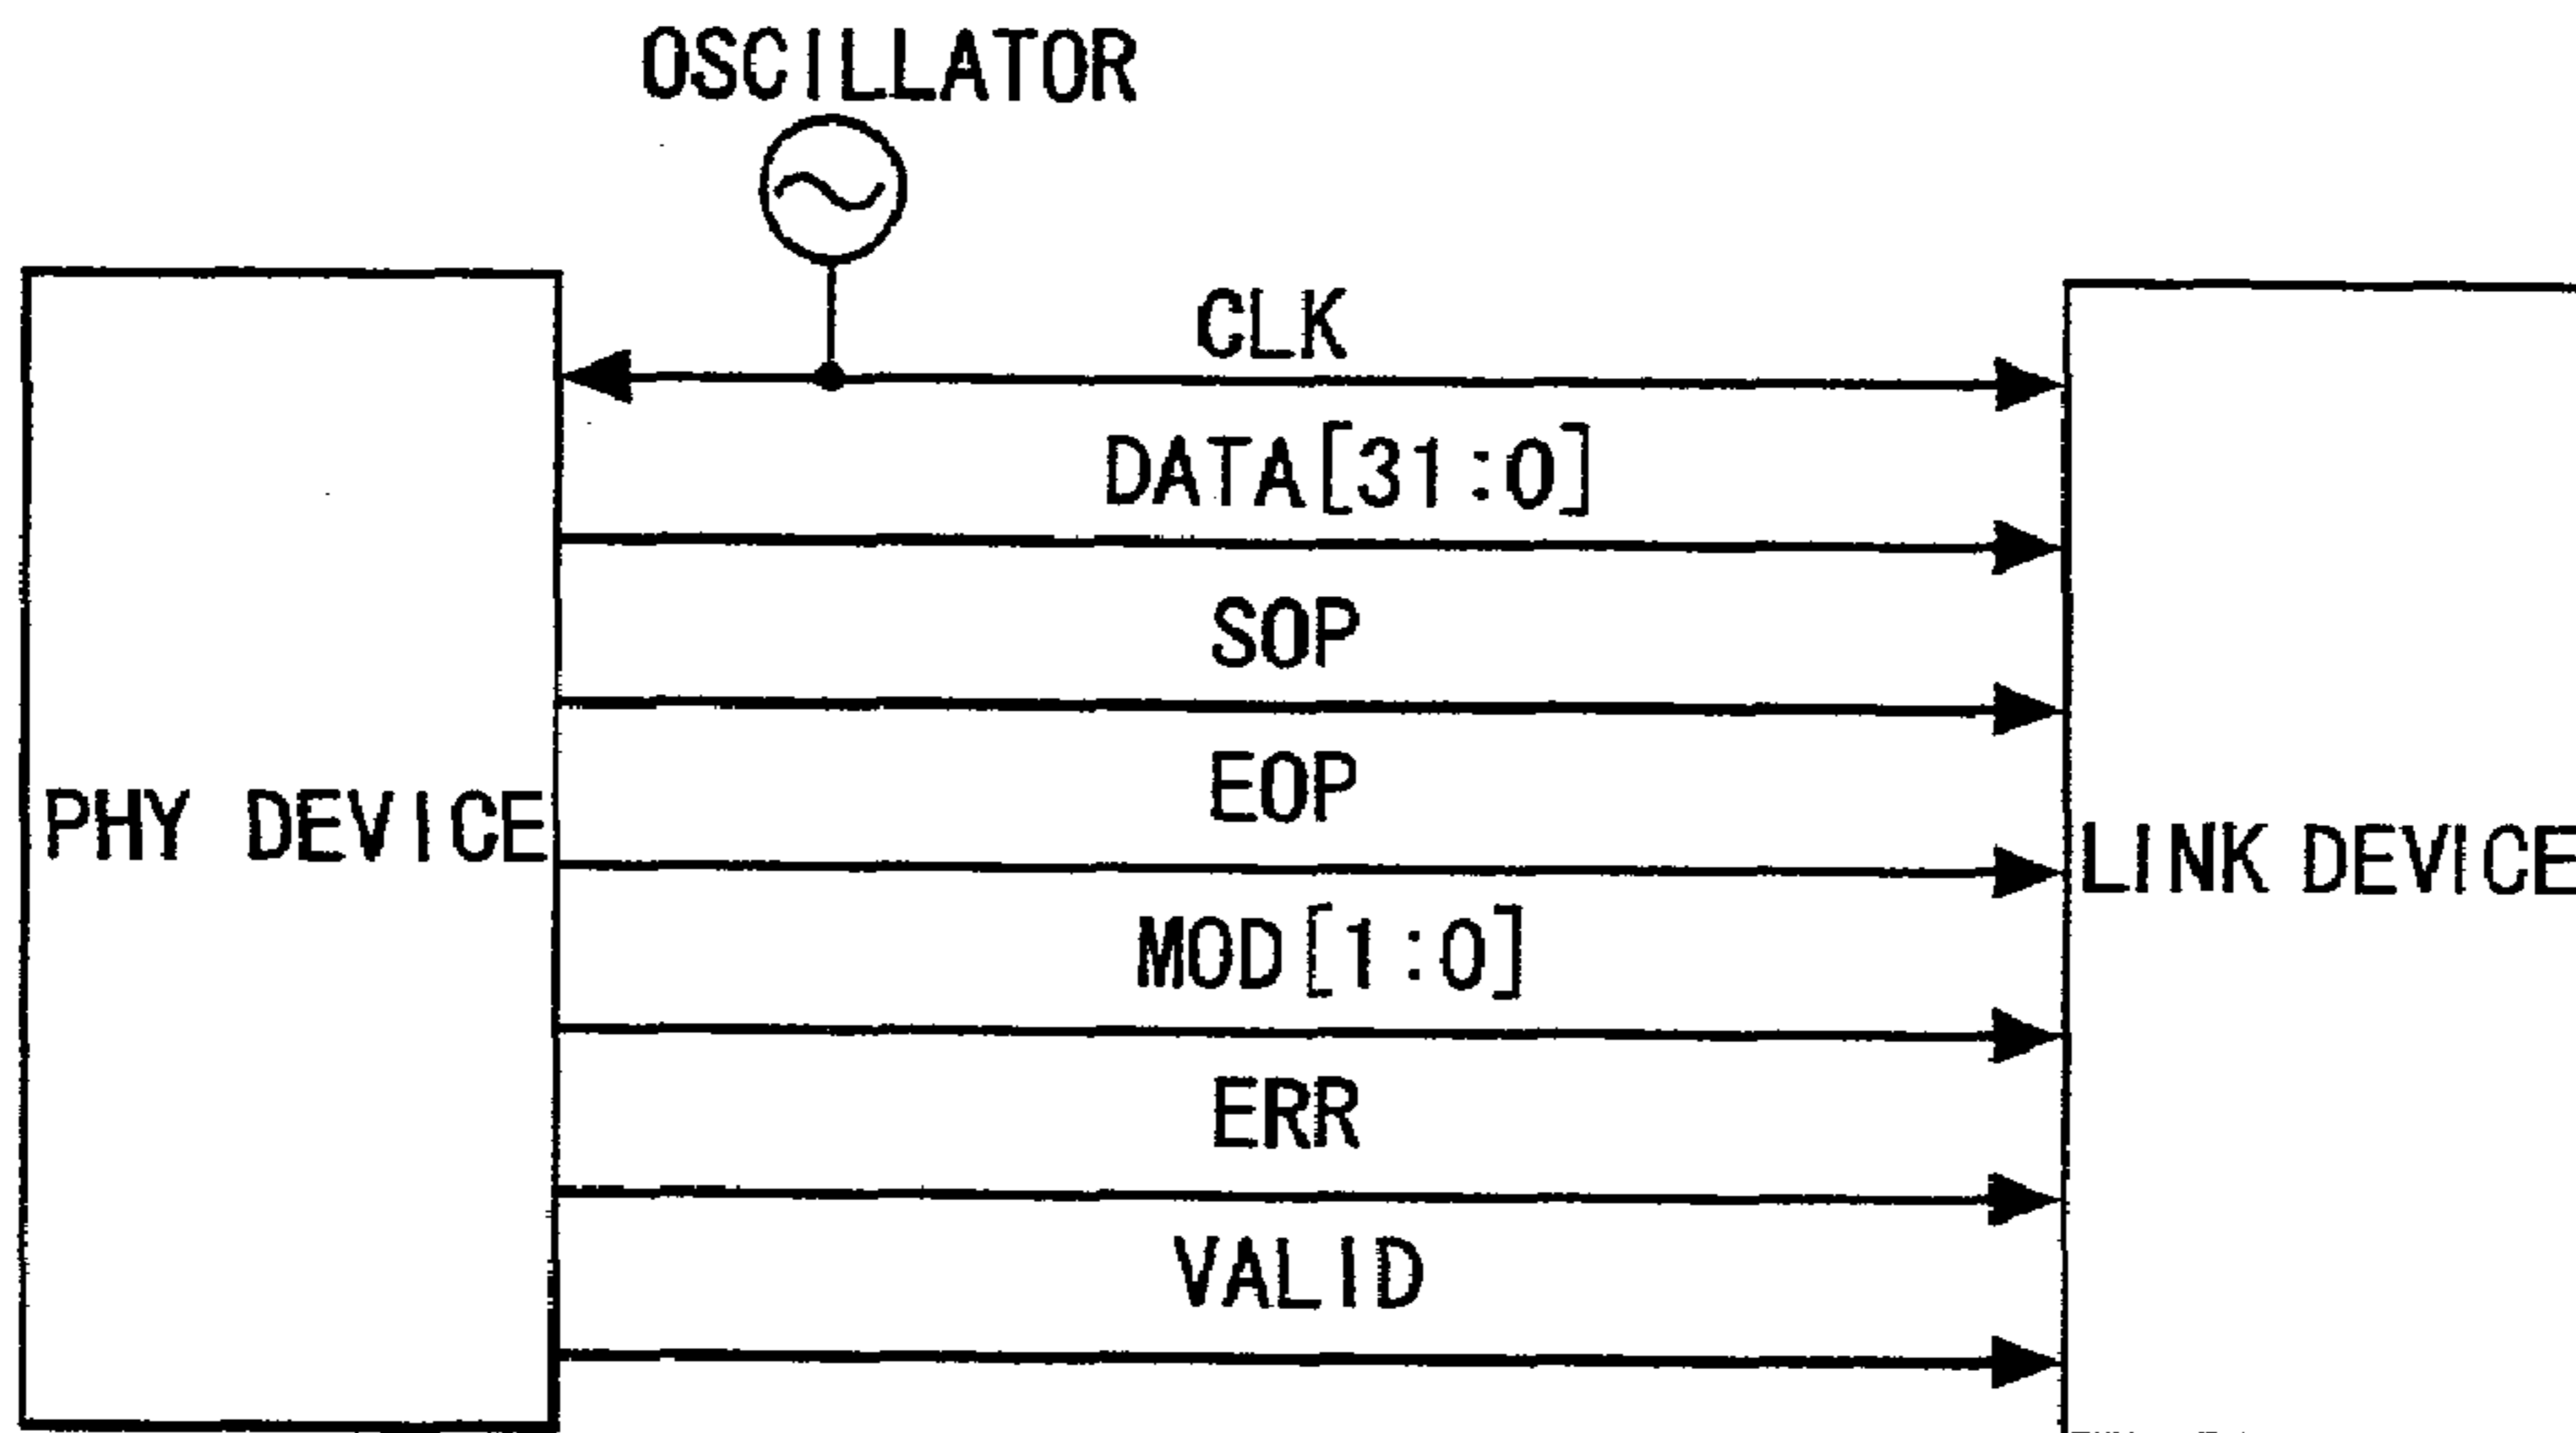 OSCILLATOR
CLK
DATA[31:0]
SOP
EOP
PHY DEVICE
LINK DEVICE
MOD[1:0]
ERR
VALID